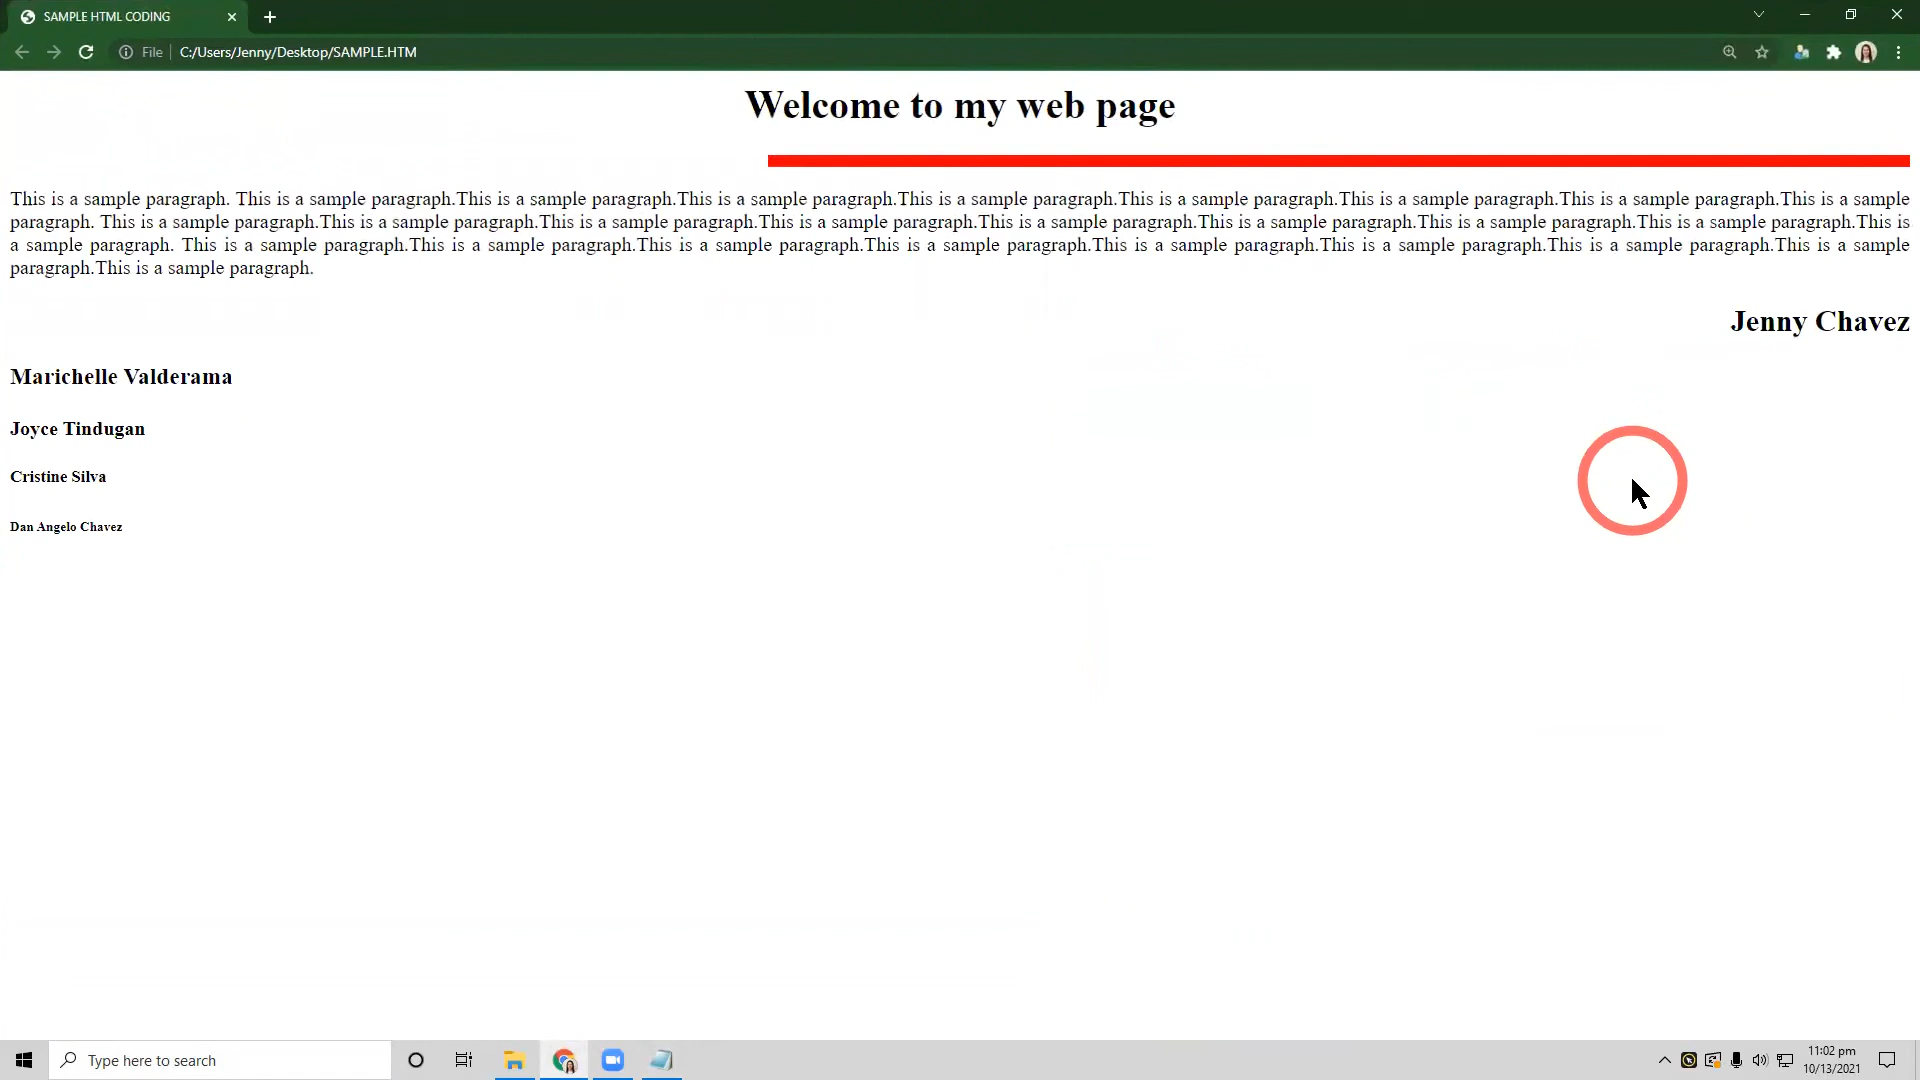 SAMPLE HTML CODING
File
C:/Users/Jenny/Desktop/SAMPLE.HTM
Welcome to my web page
This is a sample paragraph. This is a sample paragraph.This is a sample paragraph.This is a sample paragraph.This is a sample paragraph.This is a sample paragraph.This is a sample paragraph.This is a sample paragraph.This is a sample
paragraph. This is a sample paragraph.This is a sample paragraph.This is a sample paragraph.This is a sample paragraph.This is a sample paragraph.This is a sample paragraph.This is a sample paragraph.This is a sample paragraph.This is
a sample paragraph. This is a sample paragraph.This is a sample paragraph.This is a sample paragraph.This is a sample paragraph.This is a sample paragraph.This is a sample paragraph.This is a sample paragraph.This is a sample
paragraph.This is a sample paragraph.
Jenny Chavez
Marichelle Valderama
Joyce Tindugan
Cristine Silva
Dan Angelo Chavez
Type here to search
11:02 pm
10/13/2021